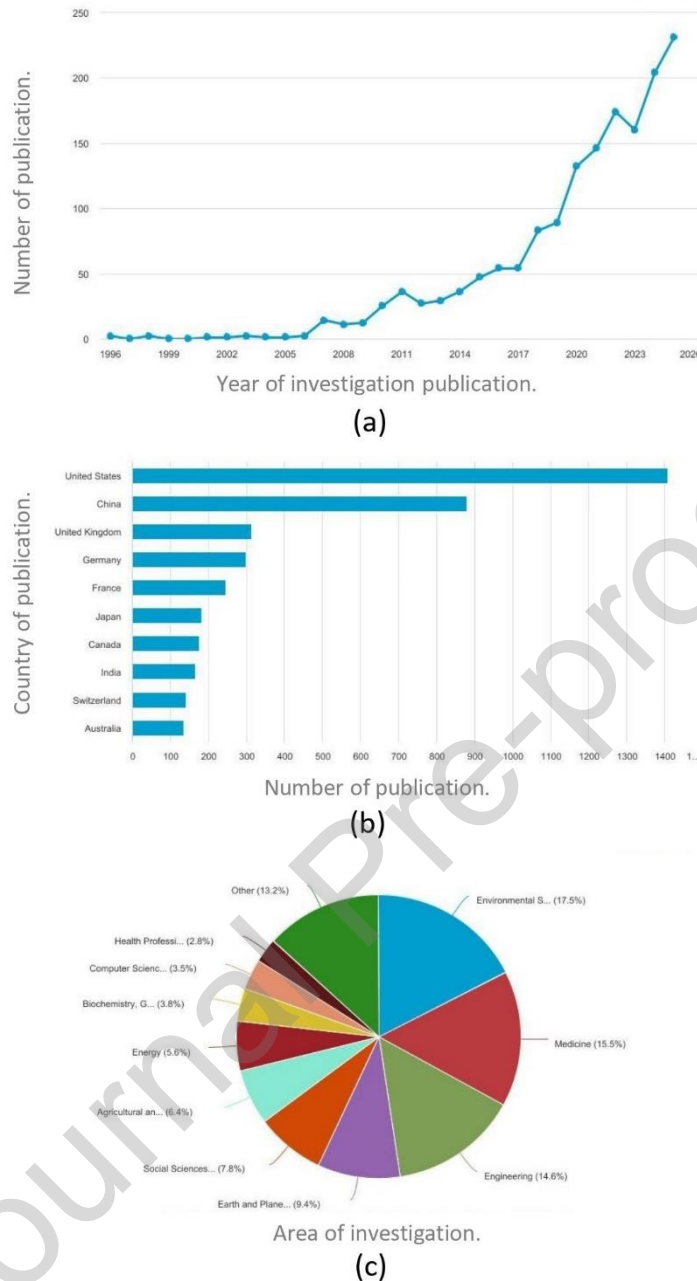 250
200
150
100
50
0
Number of publication.
1996 1999 2002 2005 2008 2011 2014 2017 2020 2023 2026
Year of investigation publication.
(a)
Country of publication.
United States
China
United Kingdom
Germany
France
Japan
Canada
India
Switzerland
Australia
0 100 200 300 400 500 600 700 800 900 1000 1100 1200 1300 1400 1...
Number of publication.
(b)
Other (13.2%)
Environmental S... (17.5%)
Health Professi... (2.8%)
Computer Scienc... (3.5%)
Biochemistry, G... (3.8%)
Medicine (15.5%)
Energy (5.6%)
Agricultural an... (6.4%)
Social Sciences... (7.8%)
Engineering (14.6%)
Earth and Plane... (9.4%)
Area of investigation.
(c)
ournal Pre-pro